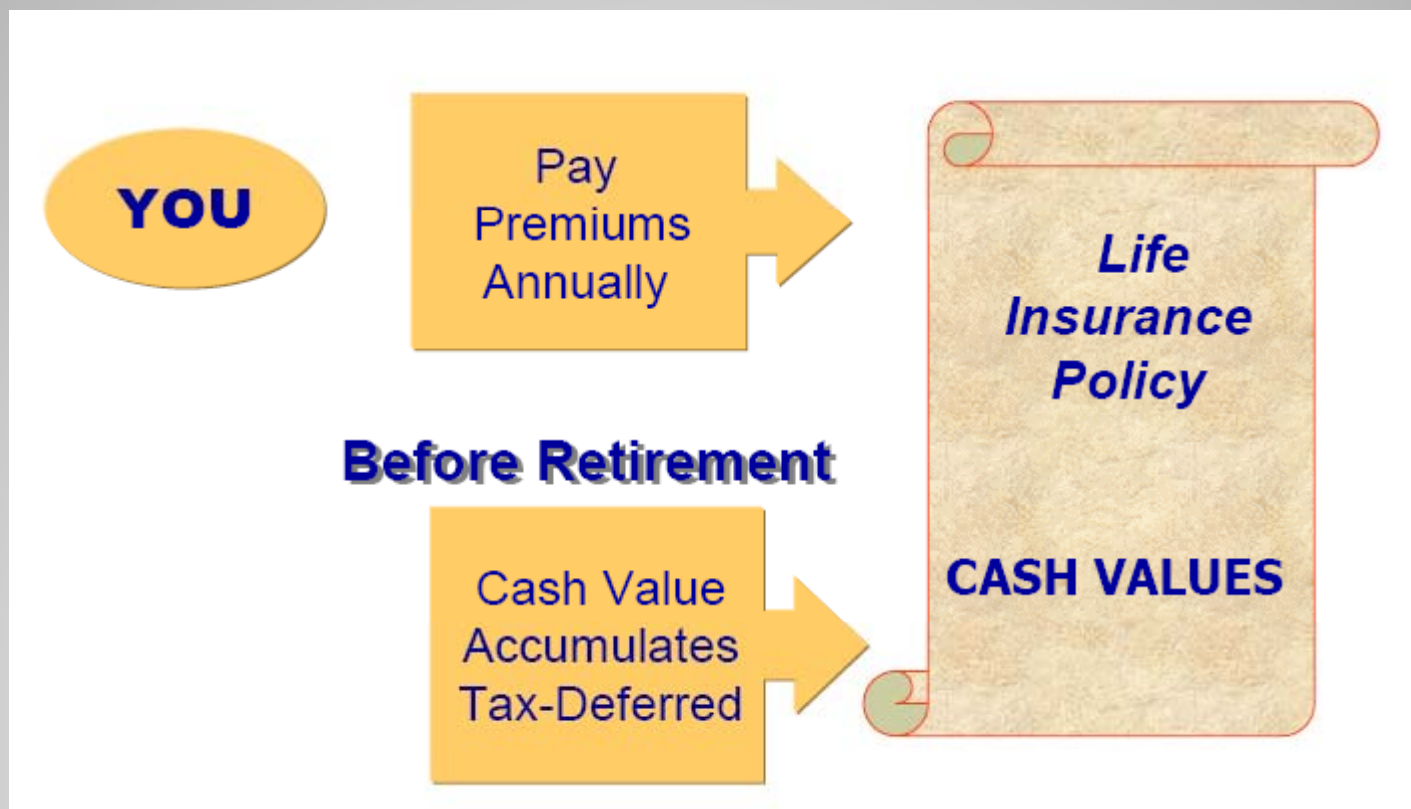 YOU
Pay
Premiums
Annually
Life
Insurance
Policy
Before Retirement
Cash Value
Accumulates
Tax-Deferred
CASH VALUES